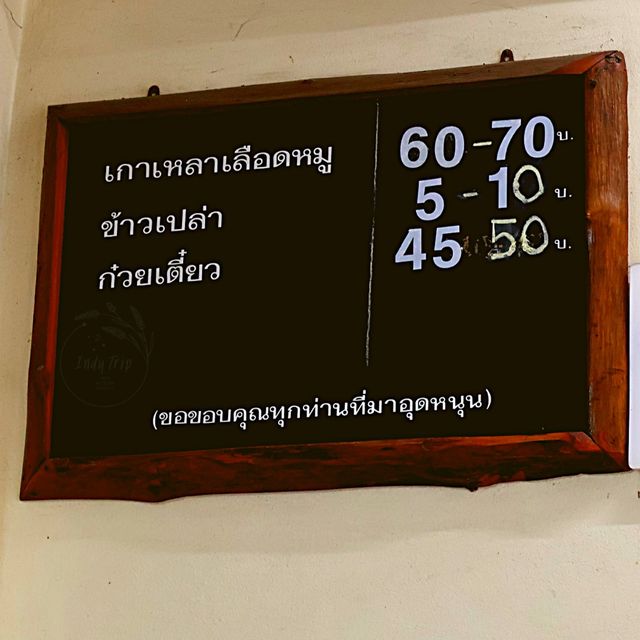 เกาเหลาเลือดหมู 60-70 บ.
ข้าวเปล่า 5-10 บ.
ก๋วยเตี๋ยว 45 50 บ.
Indy Trip
(ขอขอบคุณทุกท่านที่มาอุดหนุน)